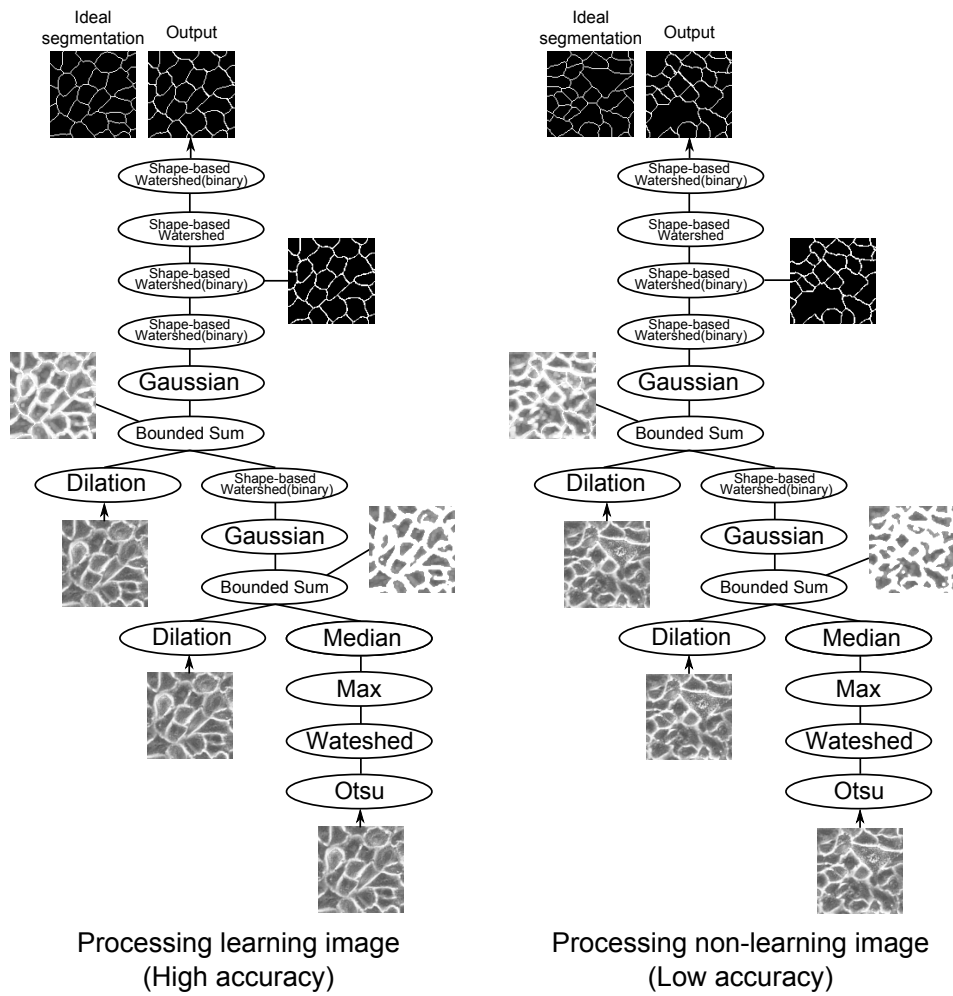 Ideal
segmentation
Output
Shape-based
Watershed(binary)
Shape-based
Watershed
Shape-based
Watershed(binary)
Shape-based
Watershed(binary)
Gaussian
Bounded Sum
Dilation
Shape-based
Watershed(binary)
Gaussian
Bounded Sum
Dilation
Median
Max
Wateshed
Otsu
Processing learning image
(High accuracy)
Ideal
segmentation
Output
Shape-based
Watershed(binary)
Shape-based
Watershed
Shape-based
Watershed(binary)
Shape-based
Watershed(binary)
Gaussian
Bounded Sum
Dilation
Shape-based
Watershed(binary)
Gaussian
Bounded Sum
Dilation
Median
Max
Wateshed
Otsu
Processing non-learning image
(Low accuracy)